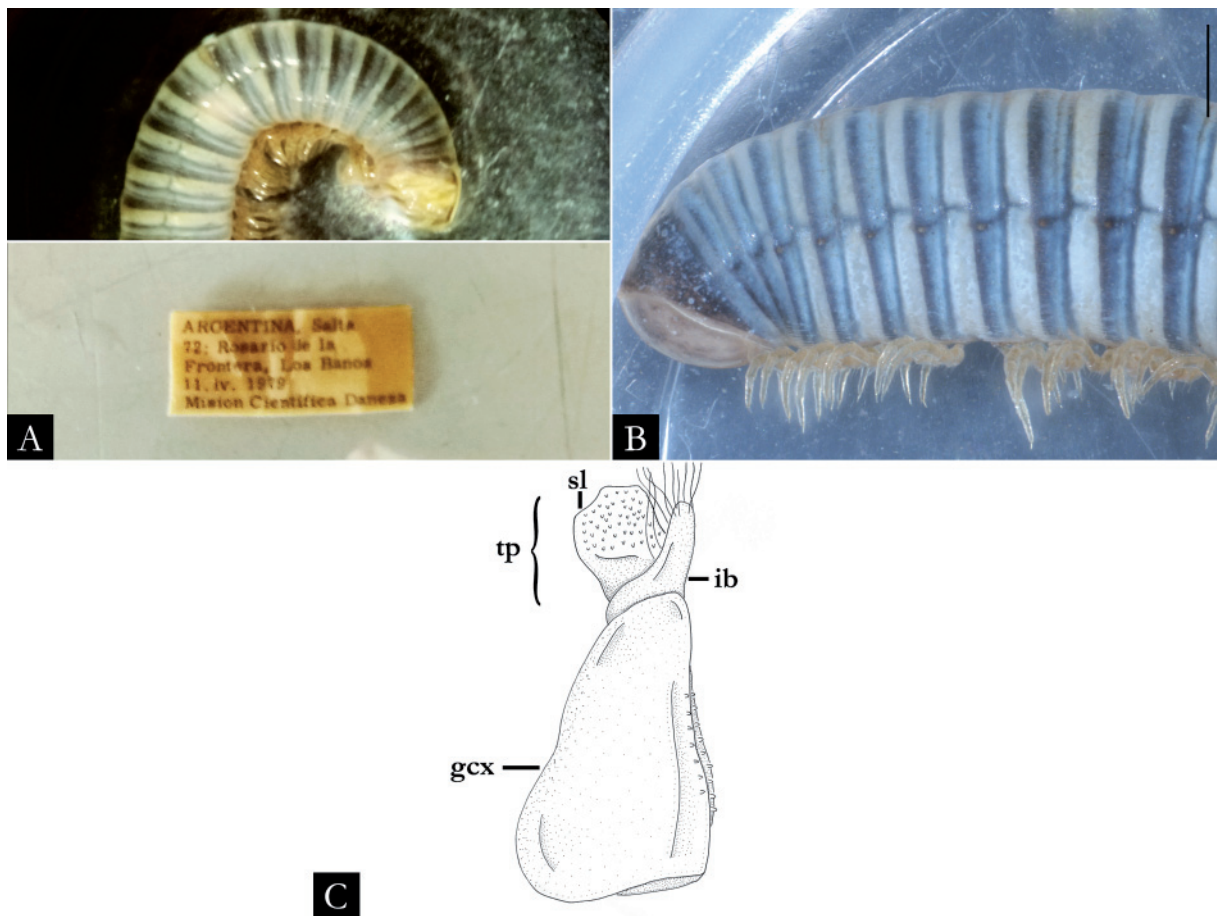 ARGENTINA, Salta
72: Rosario de la
Frontera, Los Banos
11. iv. 1979
Mision Cientifica Danesa
A
B
sl
tp
ib
gcx
C